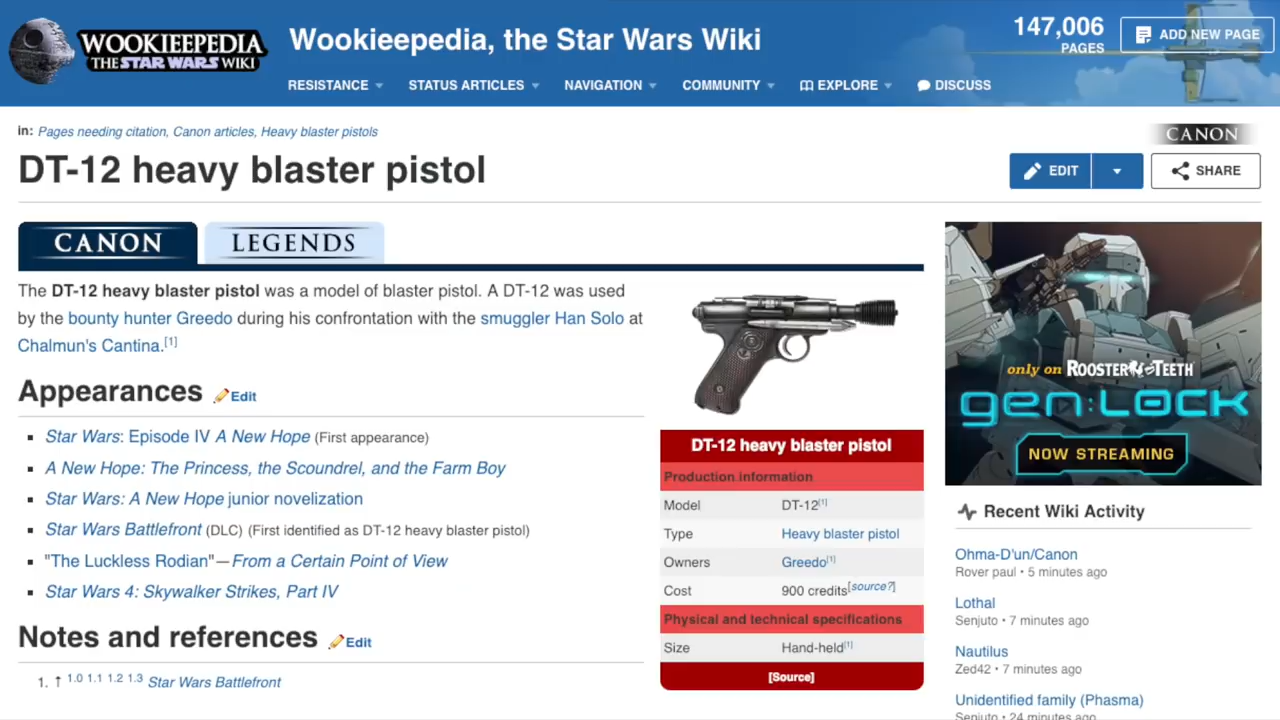 WOOKIEEPEDIA
THE STAR WARS WIKI
Wookieepedia, the Star Wars Wiki
147,006
PAGES
ADD NEW PAGE
RESISTANCE
STATUS ARTICLES
NAVIGATION
COMMUNITY
EXPLORE
DISCUSS
in: Pages needing citation, Canon articles, Heavy blaster pistols
CANON
DT-12 heavy blaster pistol
EDIT
SHARE
CANON
LEGENDS
The DT-12 heavy blaster pistol was a model of blaster pistol. A DT-12 was used
by the bounty hunter Greedo during his confrontation with the smuggler Han Solo at
Chalmun's Cantina.[1]
Appearances
Edit
Star Wars: Episode IV A New Hope (First appearance)
A New Hope: The Princess, the Scoundrel, and the Farm Boy
Star Wars: A New Hope junior novelization
Star Wars Battlefront (DLC) (First identified as DT-12 heavy blaster pistol)
"The Luckless Rodian"—From a Certain Point of View
Star Wars 4: Skywalker Strikes, Part IV
Notes and references
Edit
1. ↑ 1.0 1.1 1.2 1.3 Star Wars Battlefront
DT-12 heavy blaster pistol
Production information
Model DT-12[1]
Type Heavy blaster pistol
Owners Greedo[1]
Cost 900 credits[source?]
Physical and technical specifications
Size Hand-held[1]
[Source]
only on ROOSTER TEETH
gen:LOCK
NOW STREAMING
Recent Wiki Activity
Ohma-D'un/Canon
Rover paul • 5 minutes ago
Lothal
Senjuto • 7 minutes ago
Nautilus
Zed42 • 7 minutes ago
Unidentified family (Phasma)
Senjuto • 24 minutes ago